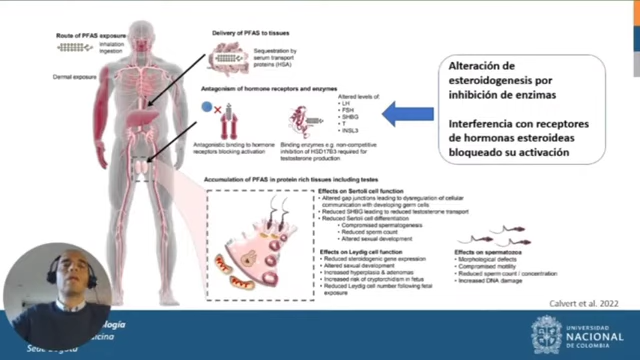 Route of PFAS exposure
Inhalation
ingestion
Dermal exposure
Delivery of PFAS to tissues
Sequestration by
serum transport
proteins (HSA)
Antagonism of hormone receptors and enzymes
Antagonistic binding to hormone
receptors blocking activation
Binding enzymes e.g. non-competitive
inhibition of HSD17B3 required for
testosterone production
Altered levels of:
• LH
• FSH
• SHBG
• T
• INSL3
Alteración de
esteroidogenesis por
inhibición de enzimas
Interferencia con receptores
de hormonas esteroideas
bloqueado su activación
Accumulation of PFAS in protein rich tissues including testes
Effects on Sertoli cell function
• Altered gap junctions leading to dysregulation of cellular
communication with developing germ cells
• Reduced SHBG leading to reduced testosterone transport
• Reduced Sertoli cell differentiation
• Compromised spermatogenesis
• Reduced sperm count
• Altered sexual development
Effects on Leydig cell function
• Reduced steroidogenic gene expression
• Altered sexual development
• Increased hyperplasia & adenomas
• Increased risk of cryptorchidism in fetus
• Reduced Leydig cell number following fetal
exposure
Effects on spermatozoa
• Morphological defects
• Compromised motility
• Reduced sperm count / concentration
• Increased DNA damage
Calvert et al. 2022
Sede Bogotá
UNIVERSIDAD
NACIONAL
DE COLOMBIA